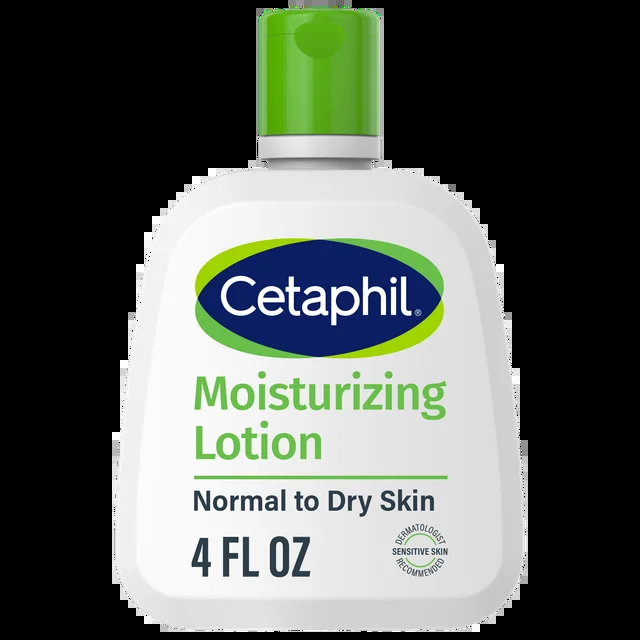 Cetaphil®
Moisturizing
Lotion
Normal to Dry Skin
4 FL OZ
DERMATOLOGIST
SENSITIVE SKIN
RECOMMENDED